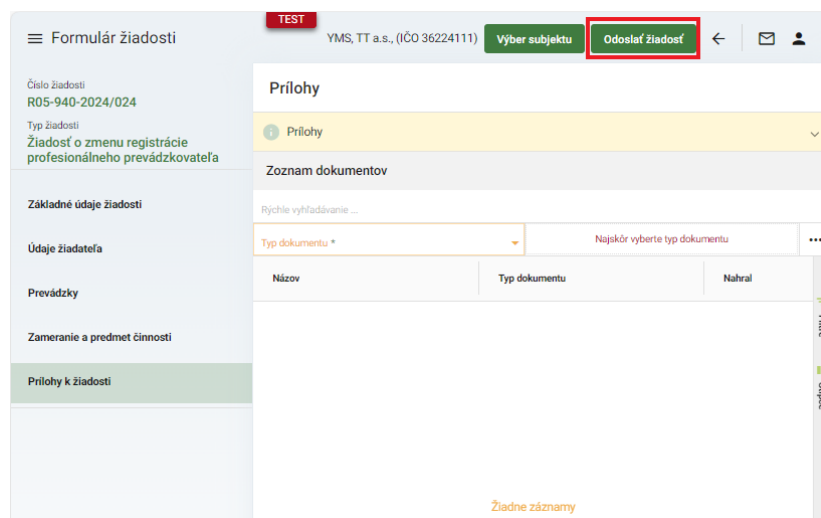 TEST
Formulár žiadosti
YMS, TT a.s., (IČO 36224111)
Výber subjektu
Odoslať žiadosť
Číslo žiadosti
R05-940-2024/024
Typ žiadosti
Žiadosť o zmenu registrácie
profesionálneho prevádzkovateľa
Základné údaje žiadosti
Údaje žiadateľa
Prevádzky
Zameranie a predmet činnosti
Prílohy k žiadosti
Prílohy
Prílohy
Zoznam dokumentov
Rýchle vyhľadávanie ...
Typ dokumentu *
Najskôr vyberte typ dokumentu
Názov
Typ dokumentu
Nahral
Žiadne záznamy